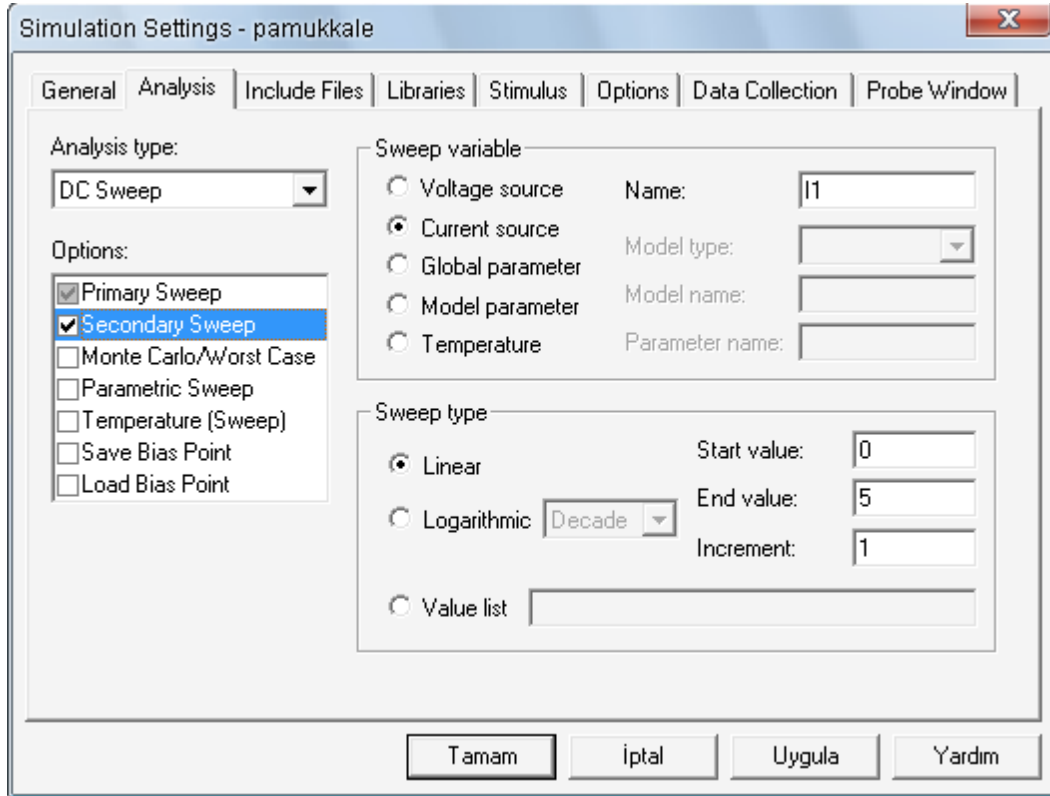 Simulation Settings - pamukkale
General Analysis Include Files Libraries Stimulus Options Data Collection Probe Window
Analysis type:
DC Sweep
Options:
Primary Sweep
Secondary Sweep
Monte Carlo/Worst Case
Parametric Sweep
Temperature (Sweep)
Save Bias Point
Load Bias Point
Sweep variable
Voltage source
Current source
Global parameter
Model parameter
Temperature
Name: I1
Model type:
Model name:
Parameter name:
Sweep type
Linear
Logarithmic Decade
Value list
Start value: 0
End value: 5
Increment: 1
Tamam İptal Uygula Yardım